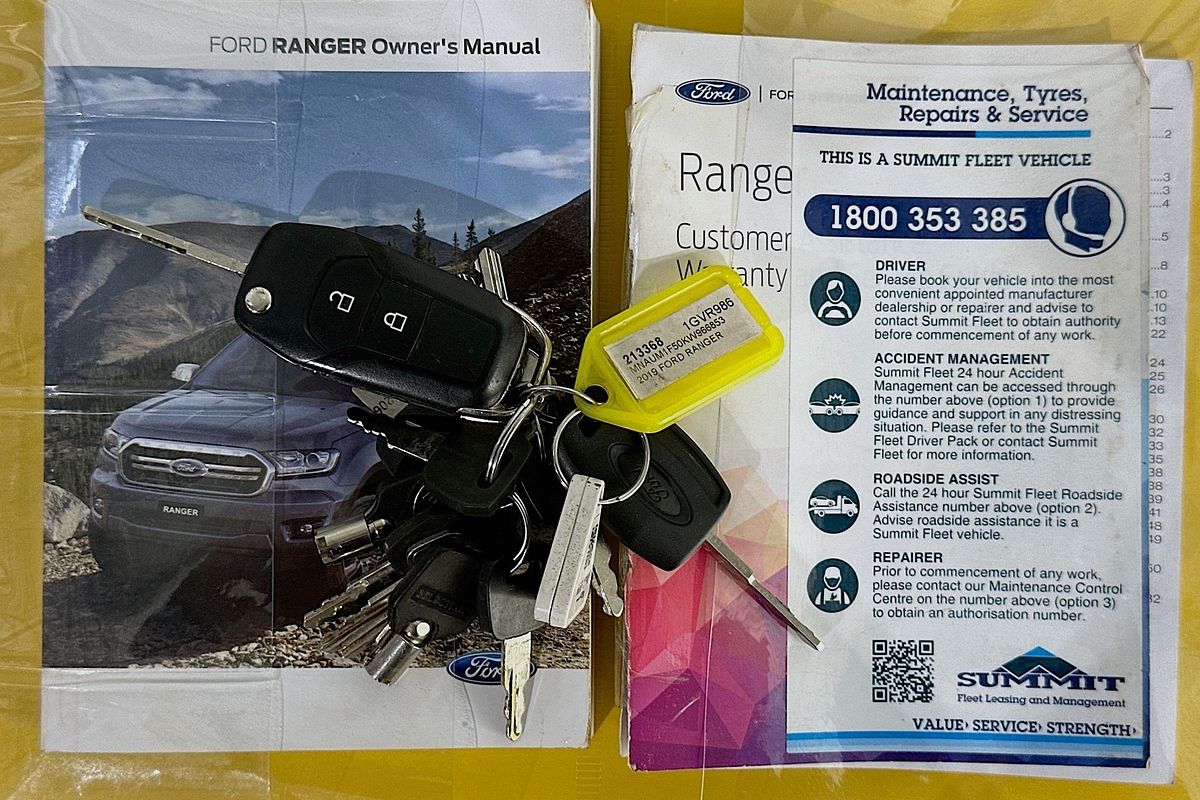 FORD RANGER Owner's Manual
Ford
RANGER
Ford
Ford
Range
Customer
1GVR986
213368
MNAUM1F50KW966853
2019 FORD RANGER
Maintenance, Tyres,
Repairs & Service
THIS IS A SUMMIT FLEET VEHICLE
1800 353 385
DRIVER
Please book your vehicle into the most
convenient appointed manufacturer
dealership or repairer and advise to
contact Summit Fleet to obtain authority
before commencement of any work.
ACCIDENT MANAGEMENT
Summit Fleet 24 hour Accident
Management can be accessed through
the number above (option 1) to provide
guidance and support in any distressing
situation. Please refer to the Summit
Fleet Driver Pack or contact Summit
Fleet for more information.
ROADSIDE ASSIST
Call the 24 hour Summit Fleet Roadside
Assistance number above (option 2).
Advise roadside assistance it is a
Summit Fleet vehicle.
REPAIRER
Prior to commencement of any work,
please contact our Maintenance Control
Centre on the number above (option 3)
to obtain an authorisation number.
SUMMIT
Fleet Leasing and Management
VALUE› SERVICE› STRENGTH›